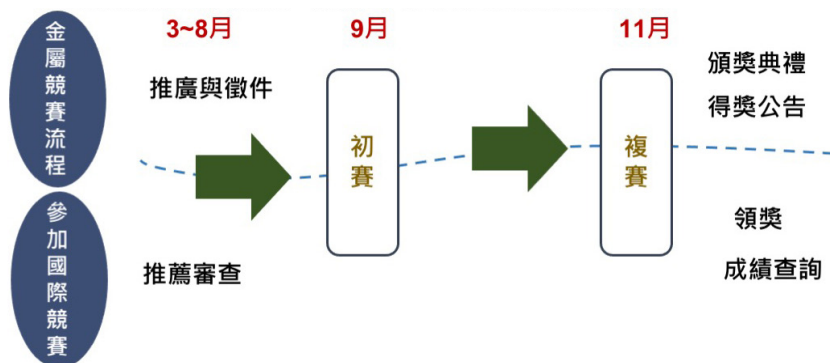 金屬競賽流程
3~8月
9月
11月
推廣與徵件
初賽
複賽
頒獎典禮
得獎公告
參加國際競賽
推薦審查
領獎
成績查詢